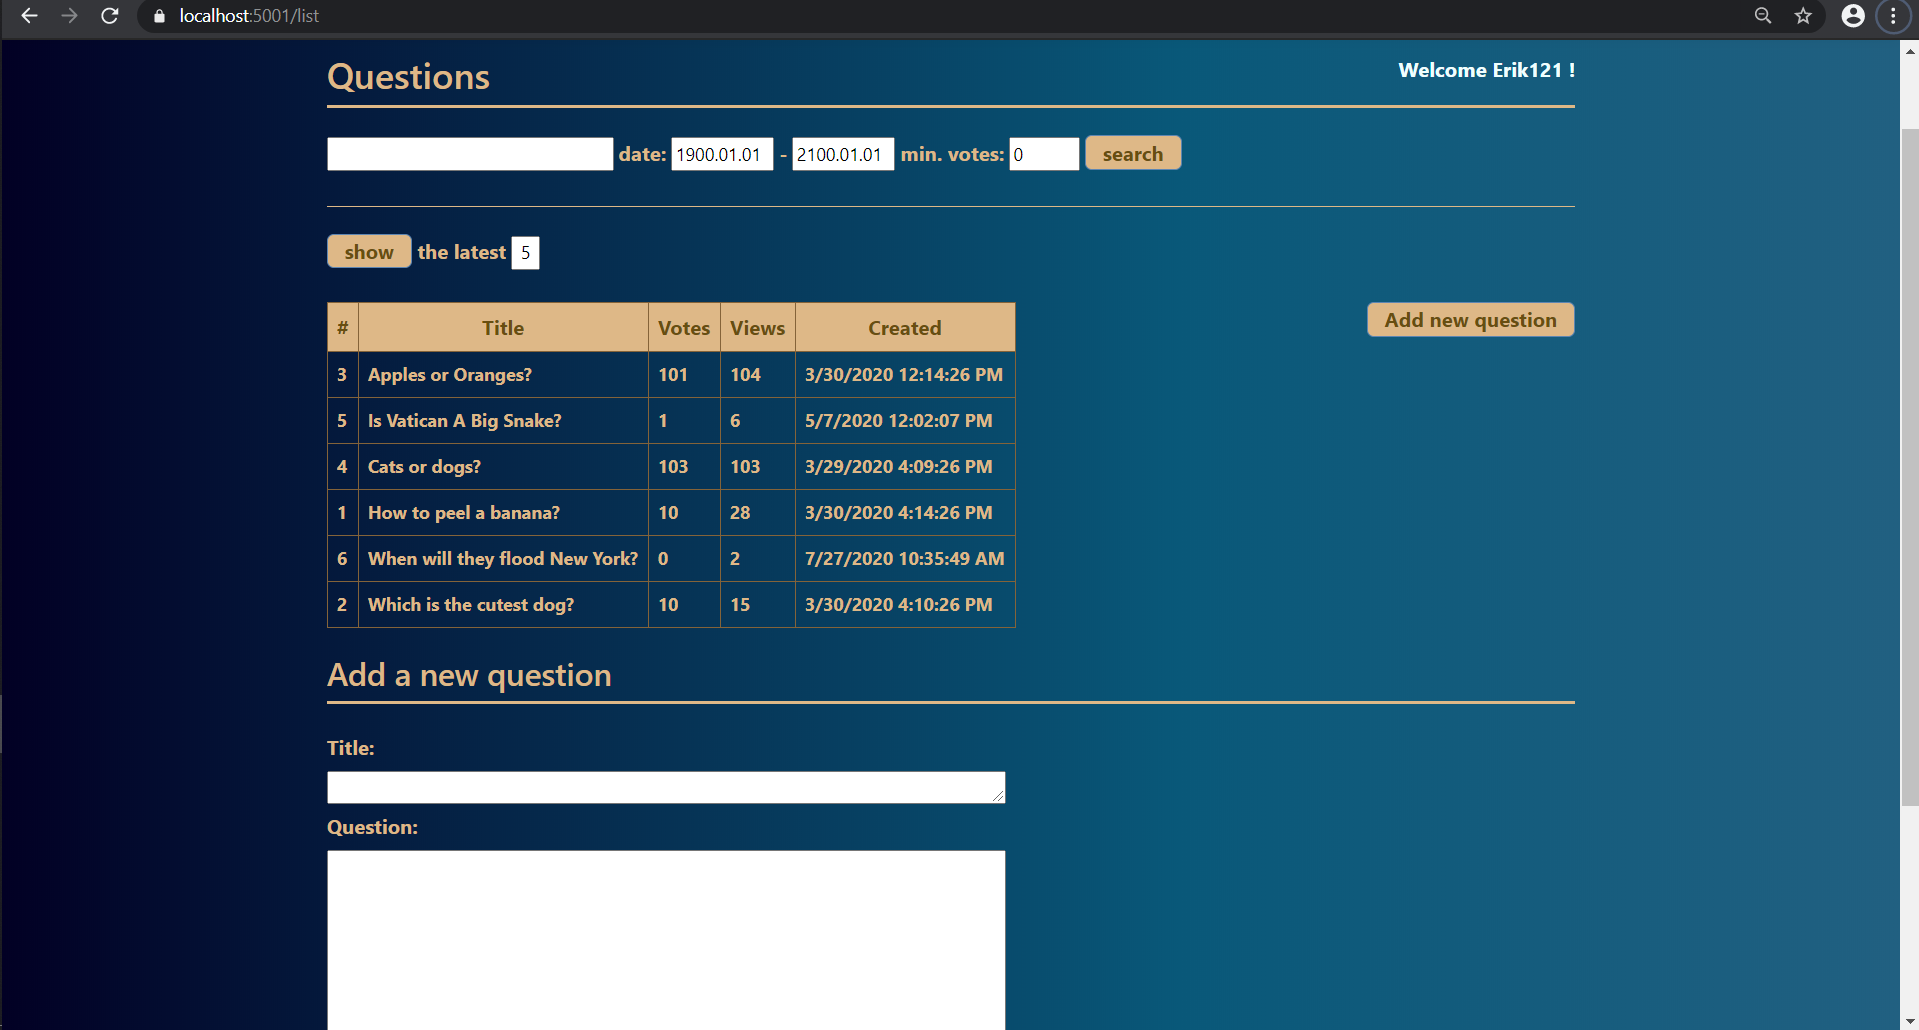 localhost:5001/list
Questions
Welcome Erik121 !
date: 1900.01.01 - 2100.01.01 min. votes: 0 search
show the latest 5
Add new question
# Title Votes Views Created
3 Apples or Oranges? 101 104 3/30/2020 12:14:26 PM
5 Is Vatican A Big Snake? 1 6 5/7/2020 12:02:07 PM
4 Cats or dogs? 103 103 3/29/2020 4:09:26 PM
1 How to peel a banana? 10 28 3/30/2020 4:14:26 PM
6 When will they flood New York? 0 2 7/27/2020 10:35:49 AM
2 Which is the cutest dog? 10 15 3/30/2020 4:10:26 PM
Add a new question
Title:
Question: